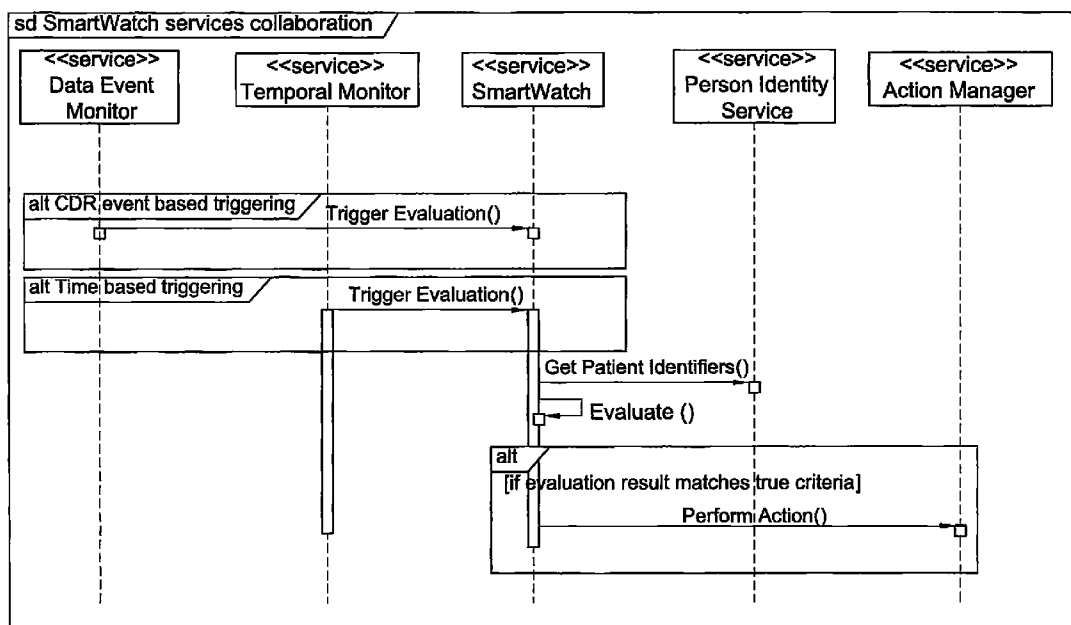 sd SmartWatch services collaboration
<<service>>
Data Event
Monitor
<<service>>
Temporal Monitor
<<service>>
SmartWatch
<<service>>
Person Identity
Service
<<service>>
Action Manager
alt CDR event based triggering
Trigger Evaluation()
alt Time based triggering
Trigger Evaluation()
Get Patient Identifiers()
Evaluate ()
alt
[if evaluation result matches true criteria]
Perform Action()